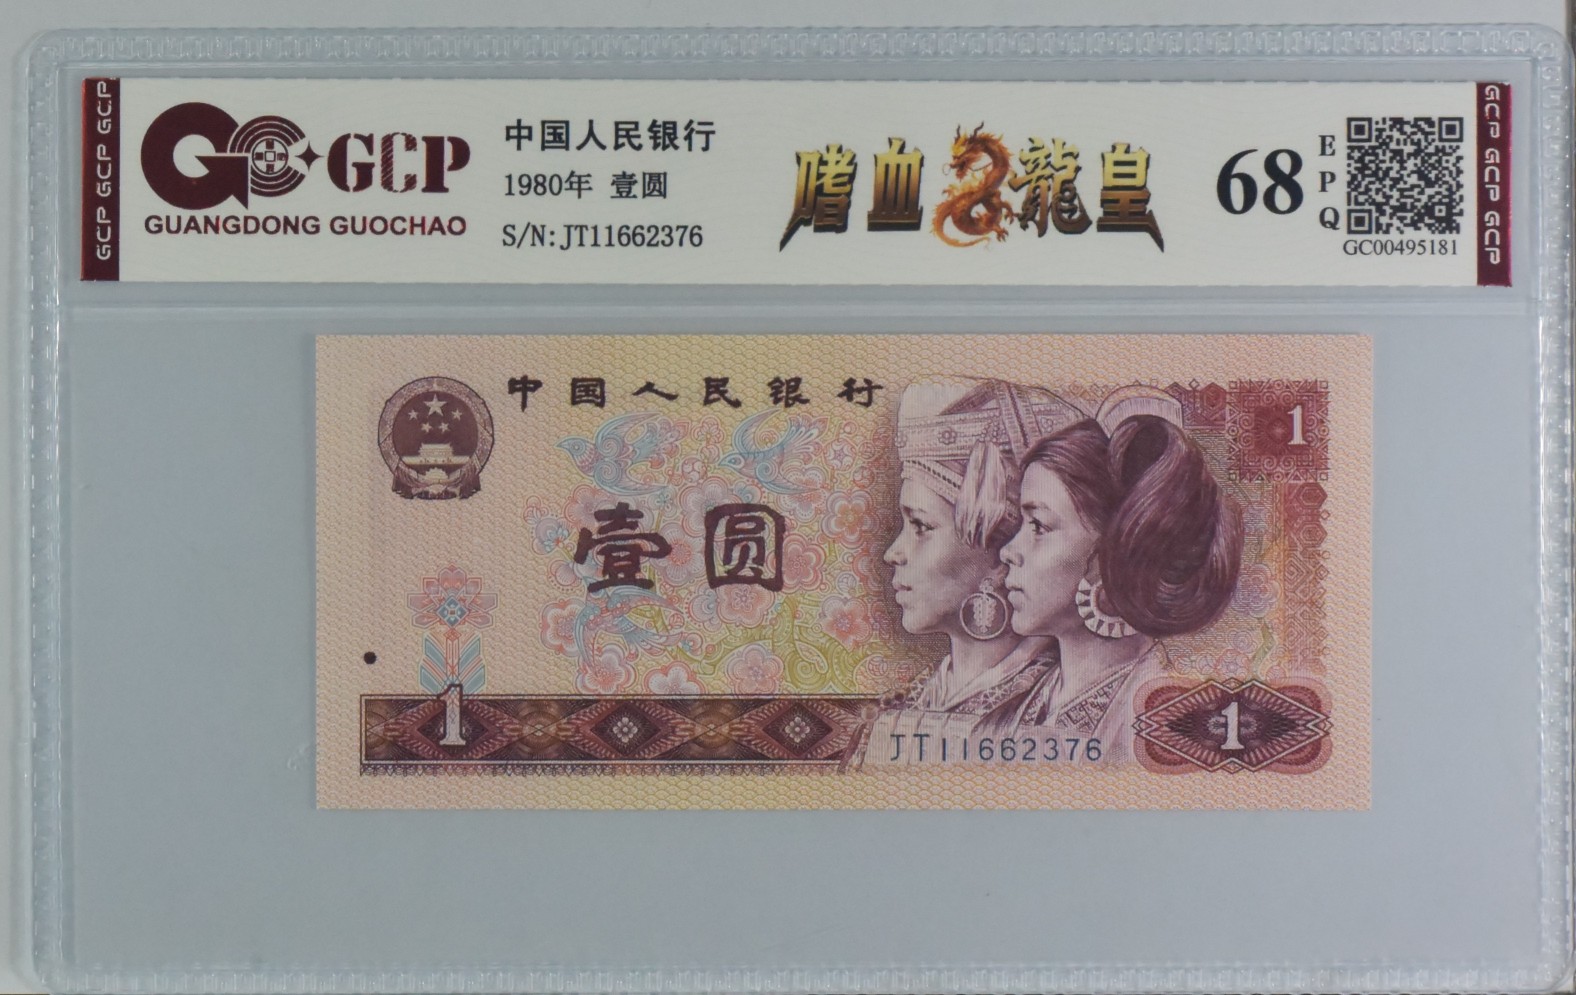 GCP GCP GCP
GCP
GUANGDONG GUOCHAO
中国人民银行
1980年 壹圆
S/N:JT11662376
嗜血龍皇
68
EPQ
GC00495181
GCP GCP GCP
中国人民银行
1
壹圆
1
JT11662376
1